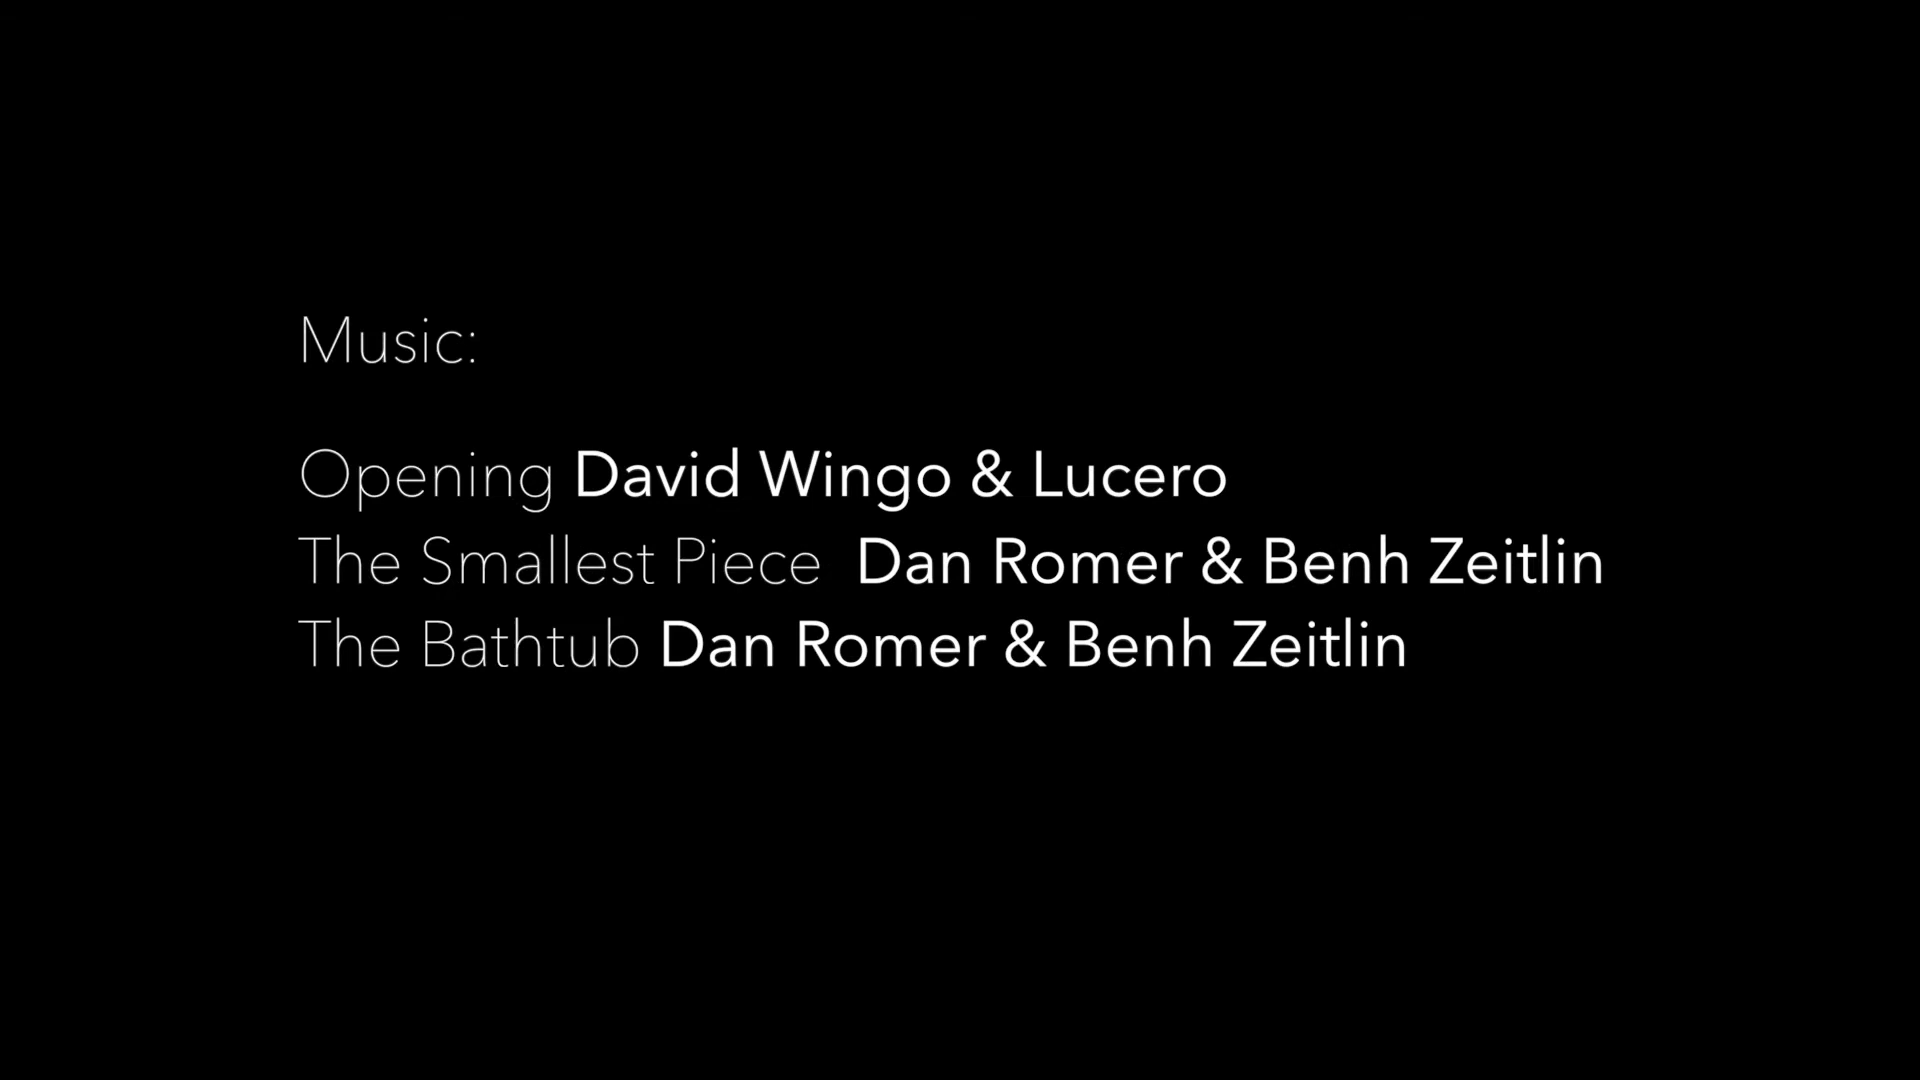 Music:
Opening David Wingo & Lucero
The Smallest Piece  Dan Romer & Benh Zeitlin
The Bathtub Dan Romer & Benh Zeitlin